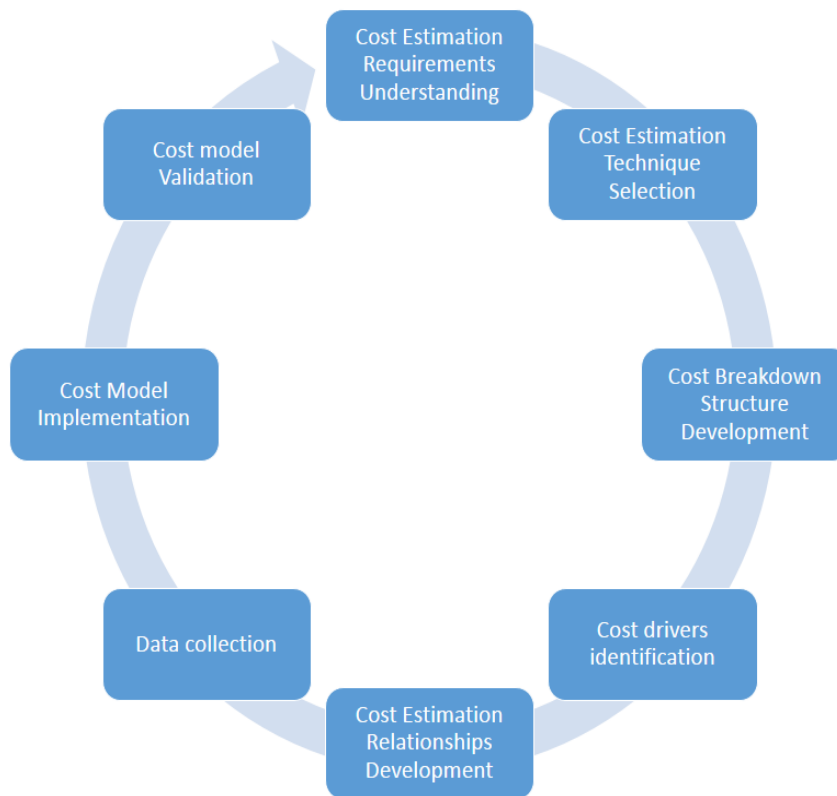 Cost Estimation
Requirements
Understanding
Cost Estimation
Technique
Selection
Cost Breakdown
Structure
Development
Cost drivers
identification
Cost Estimation
Relationships
Development
Data collection
Cost Model
Implementation
Cost model
Validation